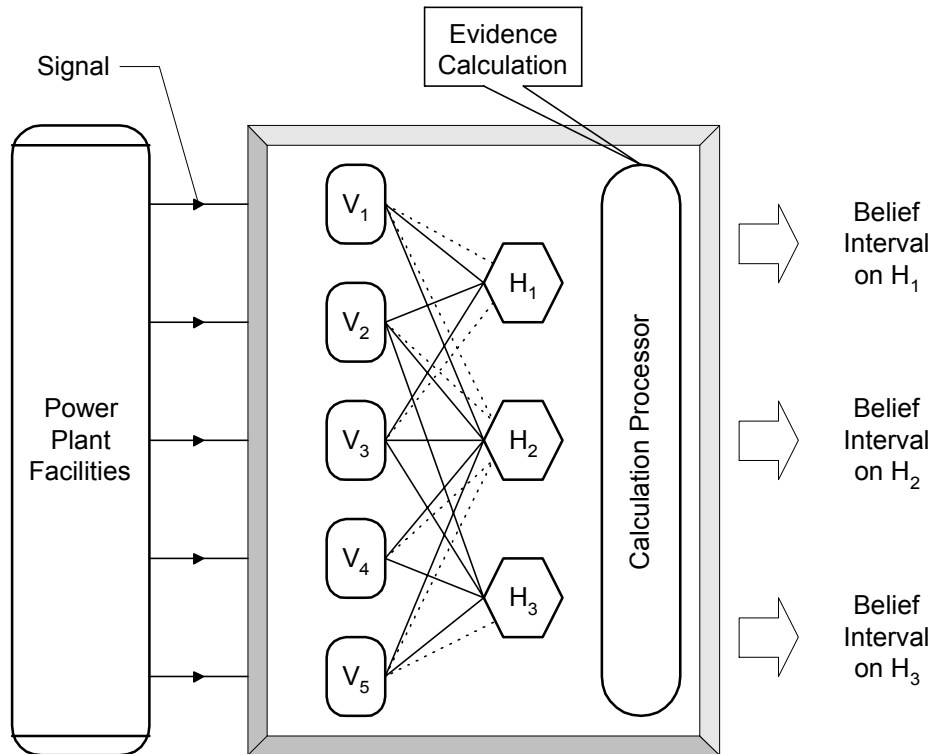 Evidence
Calculation
Signal
Power
Plant
Facilities
V1
V2
V3
V4
V5
H1
H2
H3
Calculation Processor
Belief
Interval
on H1
Belief
Interval
on H2
Belief
Interval
on H3